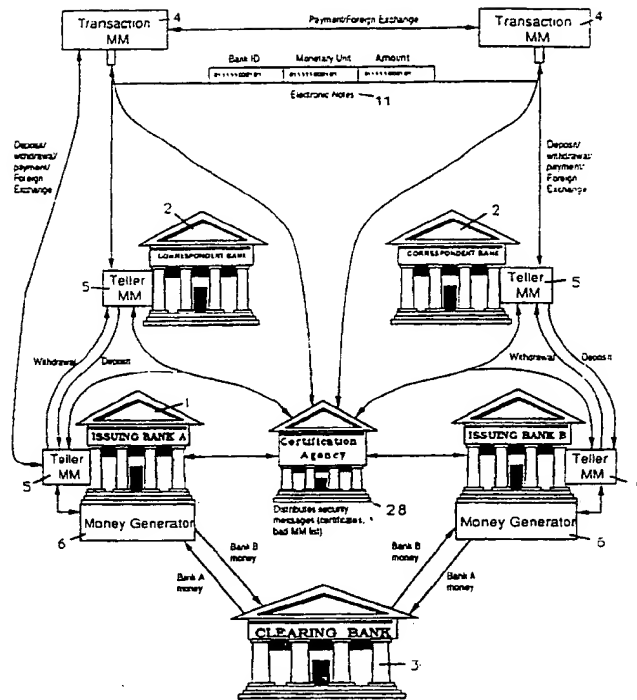 4
Transaction
MM
Payment/Foreign Exchange
Transaction
MM
4
Bank ID
Monetary Unit
Amount
Electronic Notes
11
Deposit/
withdrawal/
payment/
Foreign
Exchange
Deposit/
withdrawal/
payment/
Foreign
Exchange
2
CORRESPONDENT BANK
2
CORRESPONDENT BANK
5
Teller
MM
Teller
MM
5
Withdrawal
Deposit
Withdrawal
Deposit
1
ISSUING BANK A
Certification
Agency
ISSUING BANK B
Teller
MM
5
Teller
MM
28
Distributes security
messages (certificates,
bad MM list)
Money Generator
6
Money Generator
6
Bank B
money
Bank A
money
Bank B
money
Bank A
money
CLEARING BANK
3